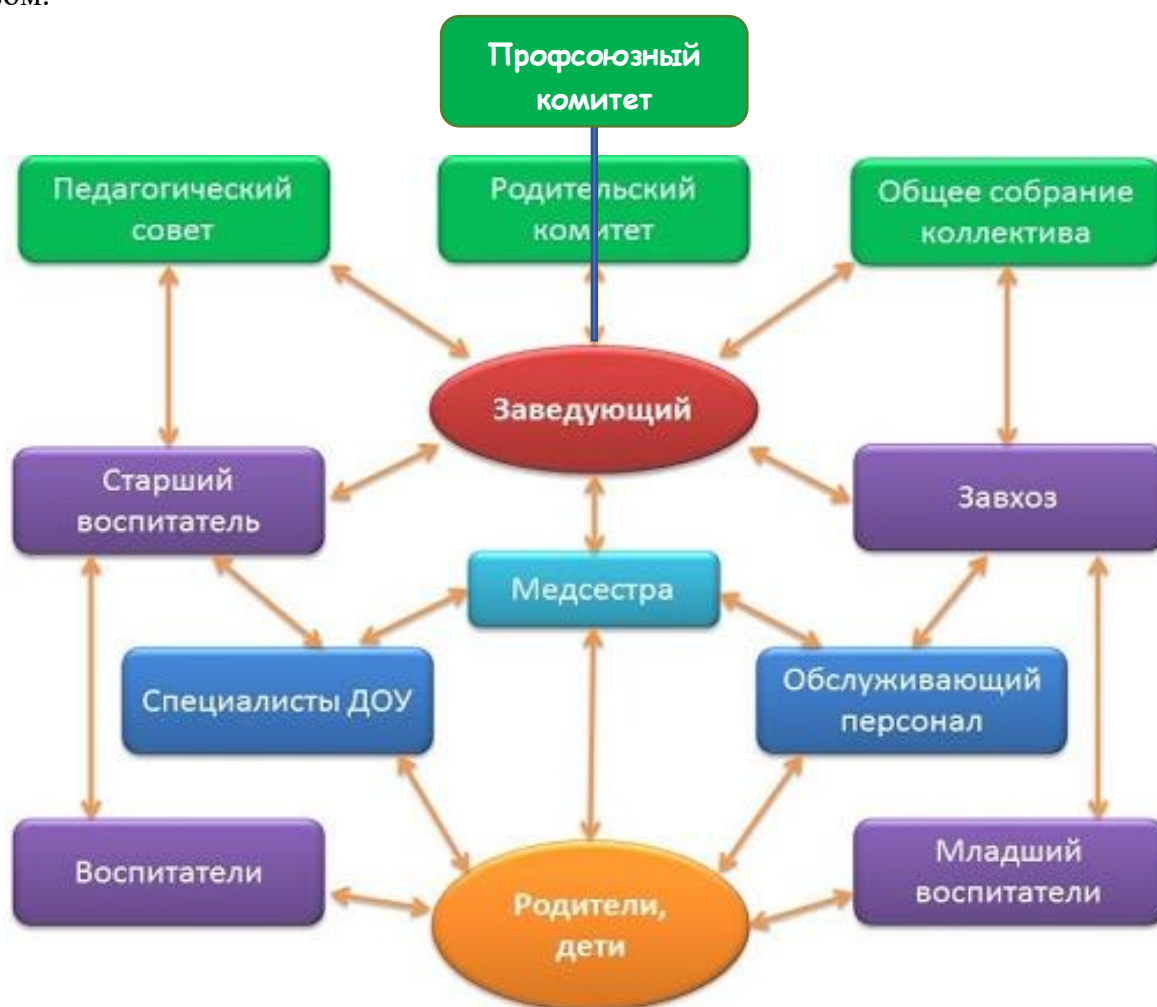 Профсоюзный
комитет
Педагогический
совет
Родительский
комитет
Общее собрание
коллектива
Заведующий
Старший
воспитатель
Завхоз
Медсестра
Специалисты ДОУ
Обслуживающий
персонал
Воспитатели
Родители,
дети
Младший
воспитатели